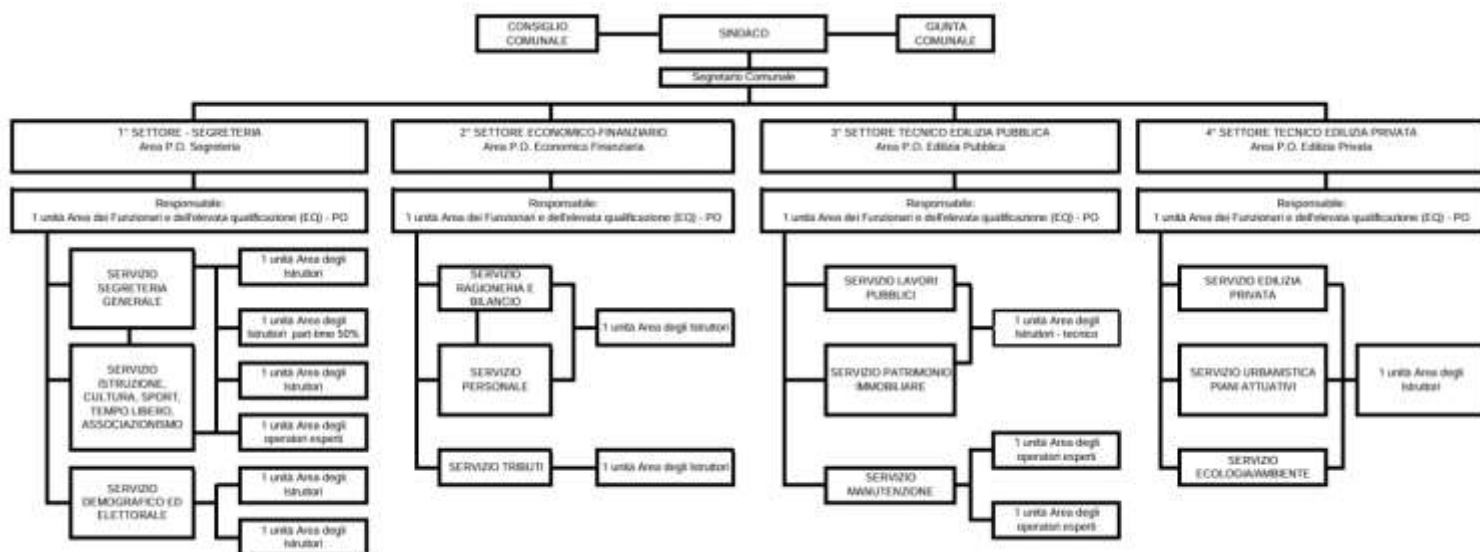 CONSIGLIO
COMUNALE
SINDACO
GIUNTA
COMUNALE
Segretario Comunale
1° SETTORE - SEGRETERIA
Area P.O. Segreteria
2° SETTORE ECONOMICO-FINANZIARIO
Area P.O. Economica Finanziaria
3° SETTORE TECNICO EDILIZIA PUBBLICA
Area P.O. Edilizia Pubblica
4° SETTORE TECNICO EDILIZIA PRIVATA
Area P.O. Edilizia Privata
Responsabile:
1 unità Area dei Funzionari e dell'elevata qualificazione (EQ) - PO
Responsabile:
1 unità Area dei Funzionari e dell'elevata qualificazione (EQ) - PO
Responsabile:
1 unità Area dei Funzionari e dell'elevata qualificazione (EQ) - PO
Responsabile:
1 unità Area dei Funzionari e dell'elevata qualificazione (EQ) - PO
SERVIZIO
SEGRETERIA
GENERALE
1 unità Area degli
Istruttori
1 unità Area degli
Istruttori part-time 50%
SERVIZIO
ISTRUZIONE,
CULTURA, SPORT,
TEMPO LIBERO,
ASSOCIAZIONISMO
1 unità Area degli
Istruttori
1 unità Area degli
operatori esperti
SERVIZIO
DEMOGRAFICO ED
ELETTORALE
1 unità Area degli
Istruttori
1 unità Area degli
Istruttori
SERVIZIO
RAGIONERIA E
BILANCIO
1 unità Area degli Istruttori
SERVIZIO
PERSONALE
SERVIZIO TRIBUTI
1 unità Area degli Istruttori
SERVIZIO LAVORI
PUBBLICI
1 unità Area degli
Istruttori - tecnico
SERVIZIO PATRIMONIO
IMMOBILIARE
SERVIZIO
MANUTENZIONE
1 unità Area degli
operatori esperti
1 unità Area degli
operatori esperti
SERVIZIO EDILIZIA
PRIVATA
SERVIZIO URBANISTICA
PIANI ATTUATIVI
1 unità Area degli
Istruttori
SERVIZIO
ECOLOGIA/AMBIENTE